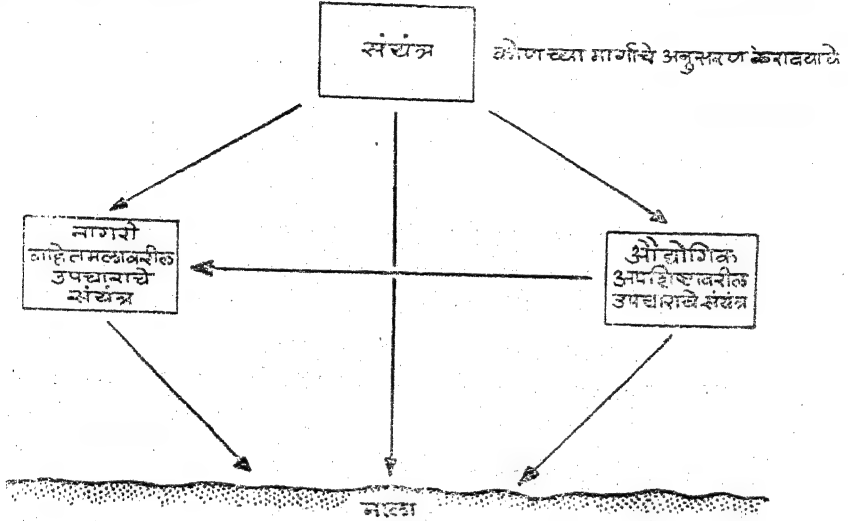 संयंत्र
कोणच्या मार्गाचे अनुसरण करावयाचे
नागरी
वाहितमलावरील
उपचाराचे
संयंत्र
औद्योगिक
अपशिष्टावरील
उपचाराचे संयंत्र
नाला